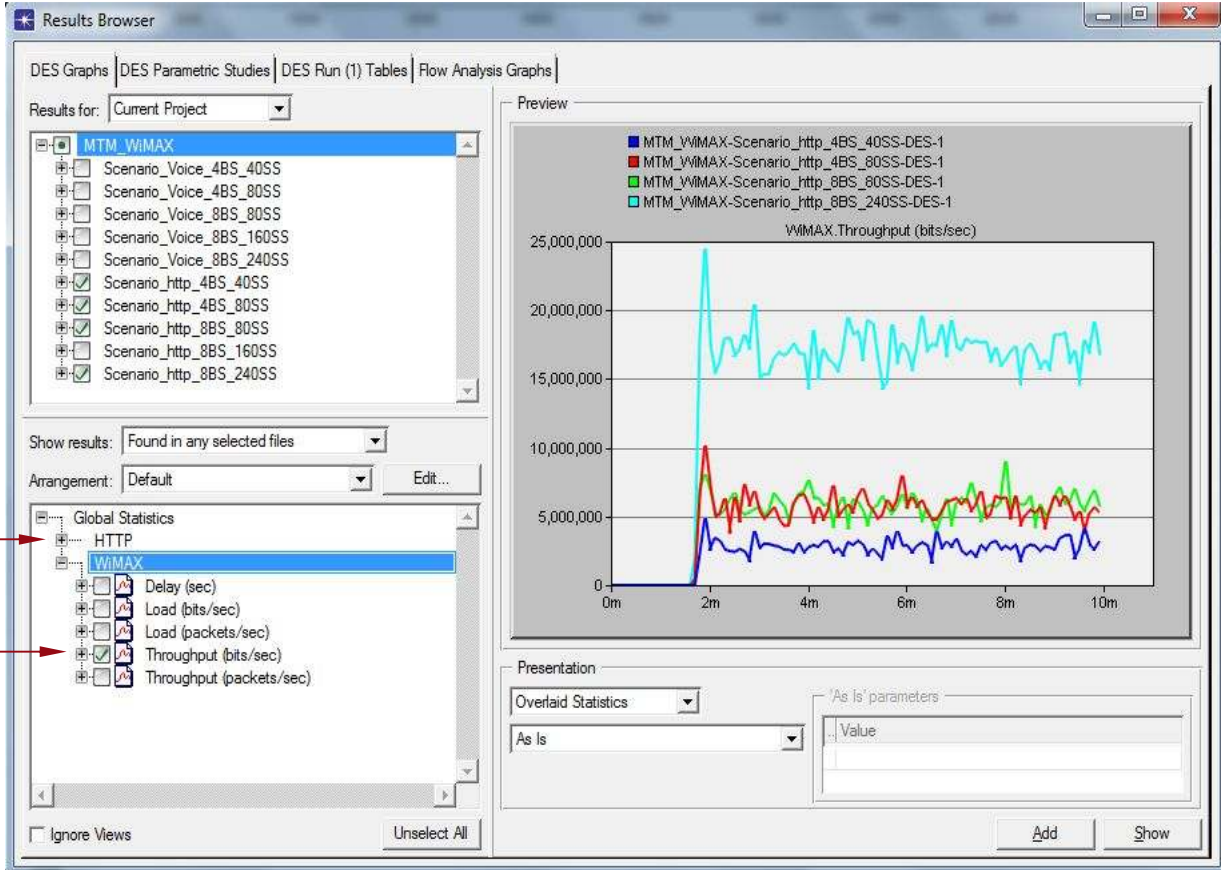 Results Browser
DES Graphs DES Parametric Studies DES Run (1) Tables Flow Analysis Graphs
Results for: Current Project
MTM_WiMAX
Scenario_Voice_4BS_40SS
Scenario_Voice_4BS_80SS
Scenario_Voice_8BS_80SS
Scenario_Voice_8BS_160SS
Scenario_Voice_8BS_240SS
Scenario_http_4BS_40SS
Scenario_http_4BS_80SS
Scenario_http_8BS_80SS
Scenario_http_8BS_160SS
Scenario_http_8BS_240SS
Show results: Found in any selected files
Arrangement: Default Edit...
Global Statistics
HTTP
WiMAX
Delay (sec)
Load (bits/sec)
Load (packets/sec)
Throughput (bits/sec)
Throughput (packets/sec)
Ignore Views Unselect All
Preview
MTM_WiMAX-Scenario_http_4BS_40SS-DES-1
MTM_WiMAX-Scenario_http_4BS_80SS-DES-1
MTM_WiMAX-Scenario_http_8BS_80SS-DES-1
MTM_WiMAX-Scenario_http_8BS_240SS-DES-1
WiMAX.Throughput (bits/sec)
25,000,000
20,000,000
15,000,000
10,000,000
5,000,000
0
0m 2m 4m 6m 8m 10m
Presentation
Overlaid Statistics
As Is
'As Is' parameters
.. Value
Add Show